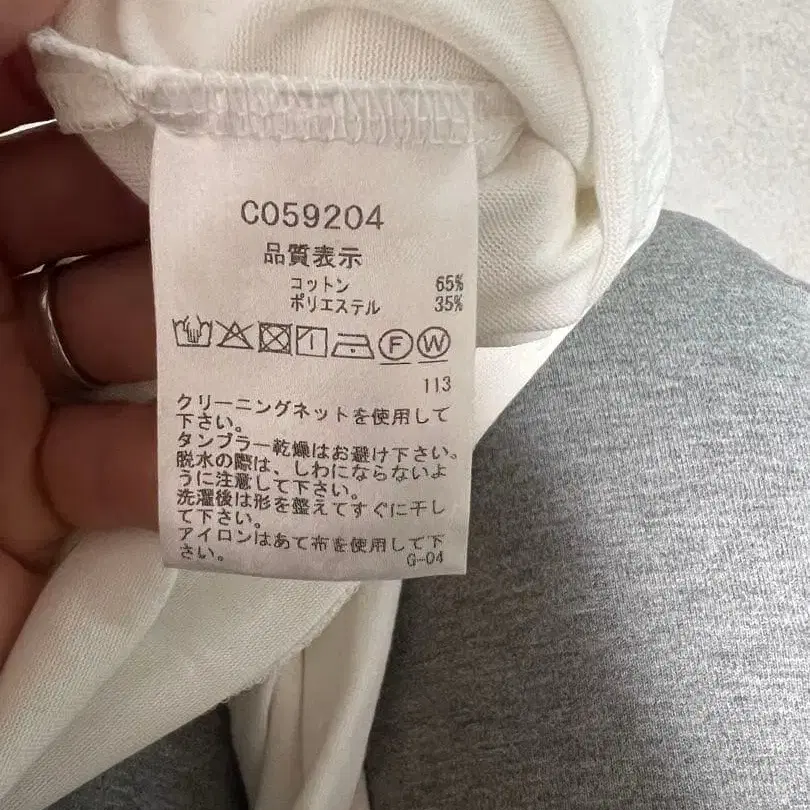 C059204
品質表示
コットン 65%
ポリエステル 35%
F W
113
クリーニングネットを使用して
下さい。
タンブラー乾燥はお避け下さい。
脱水の際は、しわにならないよ
うに注意して下さい。
洗濯後は形を整えてすぐに干し
て下さい。
アイロンはあて布を使用して下
さい。
G-04